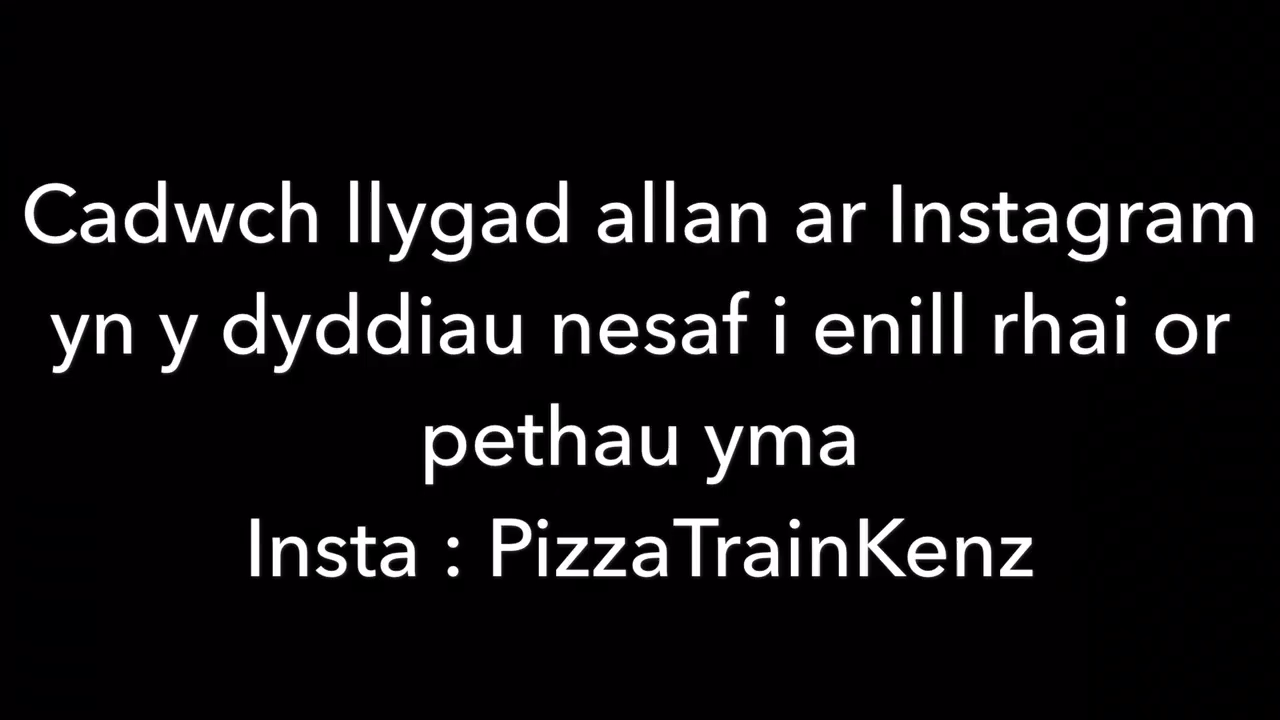 Cadwch llygad allan ar Instagram
yn y dyddiau nesaf i enill rhai or
pethau yma
Insta : PizzaTrainKenz